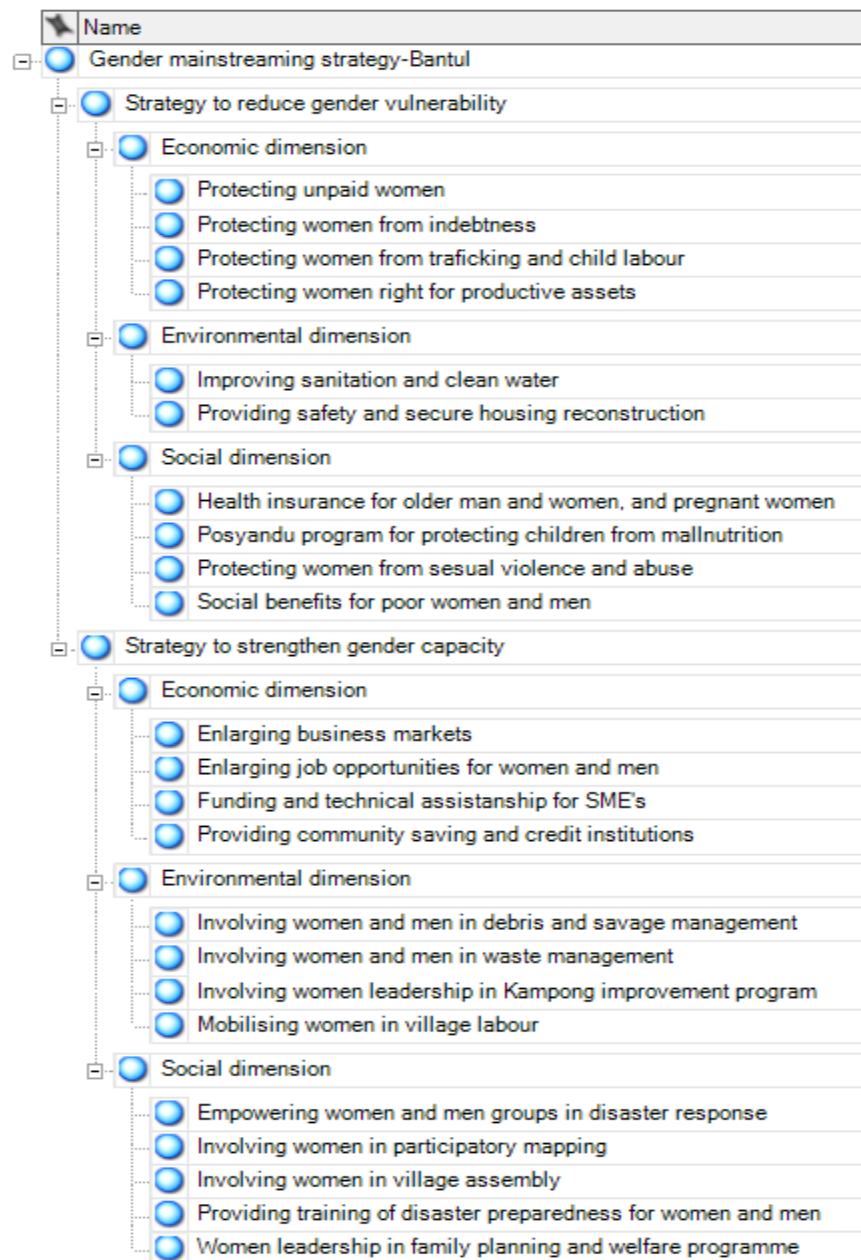 Name
Gender mainstreaming strategy-Bantul
Strategy to reduce gender vulnerability
Economic dimension
Protecting unpaid women
Protecting women from indebtness
Protecting women from traficking and child labour
Protecting women right for productive assets
Environmental dimension
Improving sanitation and clean water
Providing safety and secure housing reconstruction
Social dimension
Health insurance for older man and women, and pregnant women
Posyandu program for protecting children from mallnutrition
Protecting women from sesual violence and abuse
Social benefits for poor women and men
Strategy to strengthen gender capacity
Economic dimension
Enlarging business markets
Enlarging job opportunities for women and men
Funding and technical assistanship for SME's
Providing community saving and credit institutions
Environmental dimension
Involving women and men in debris and savage management
Involving women and men in waste management
Involving women leadership in Kampong improvement program
Mobilising women in village labour
Social dimension
Empowering women and men groups in disaster response
Involving women in participatory mapping
Involving women in village assembly
Providing training of disaster preparedness for women and men
Women leadership in family planning and welfare programme